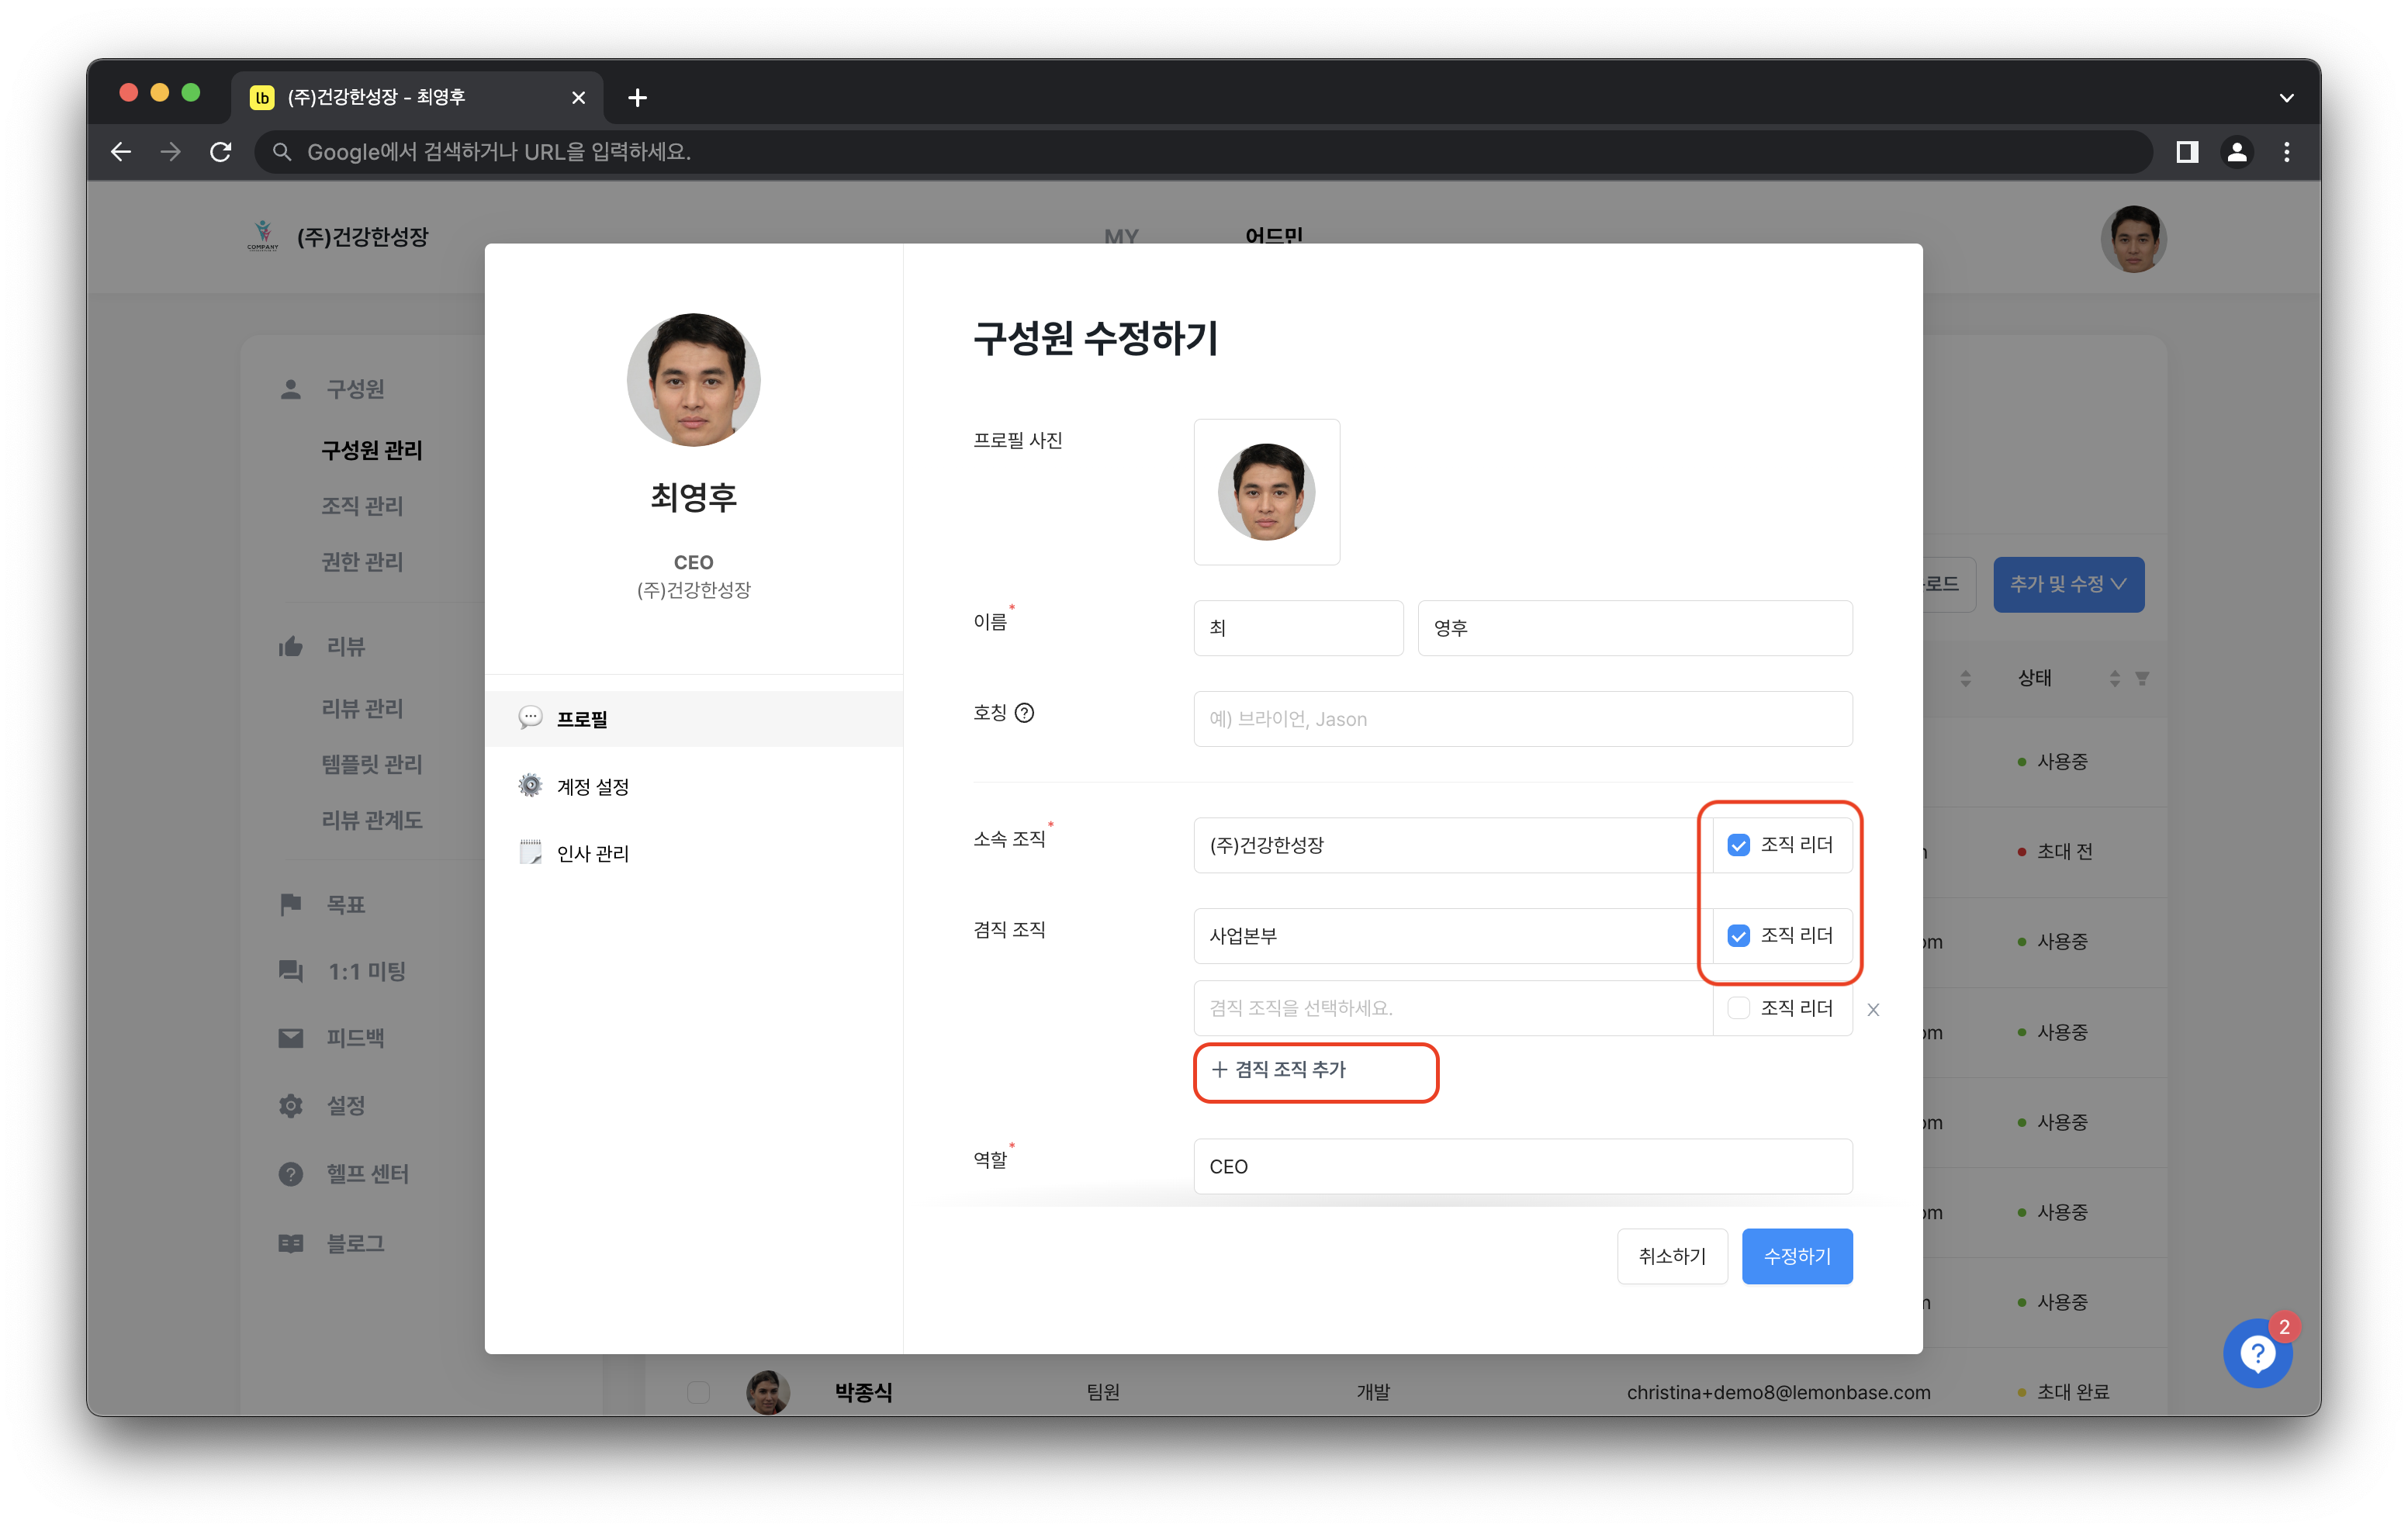 lb (주)건강한성장 - 최영후
Google에서 검색하거나 URL을 입력하세요.
COMPANY (주)건강한성장 MY 어드민
구성원
구성원 관리
조직 관리
권한 관리
리뷰
리뷰 관리
템플릿 관리
리뷰 관계도
목표
1:1 미팅
피드백
설정
헬프 센터
블로그
최영후
CEO
(주)건강한성장
프로필
계정 설정
인사 관리
구성원 수정하기
프로필 사진
이름*
최 영후
호칭 ?
예) 브라이언, Jason
소속 조직*
(주)건강한성장 조직 리더
겸직 조직
사업본부 조직 리더
겸직 조직을 선택하세요. 조직 리더 X
+ 겸직 조직 추가
역할*
CEO
취소하기 수정하기
로드 추가 및 수정
상태
사용중
초대 전
om 사용중
om 사용중
om 사용중
om 사용중
사용중
박종식 팀원 개발 christina+demo8@lemonbase.com 초대 완료
2
?